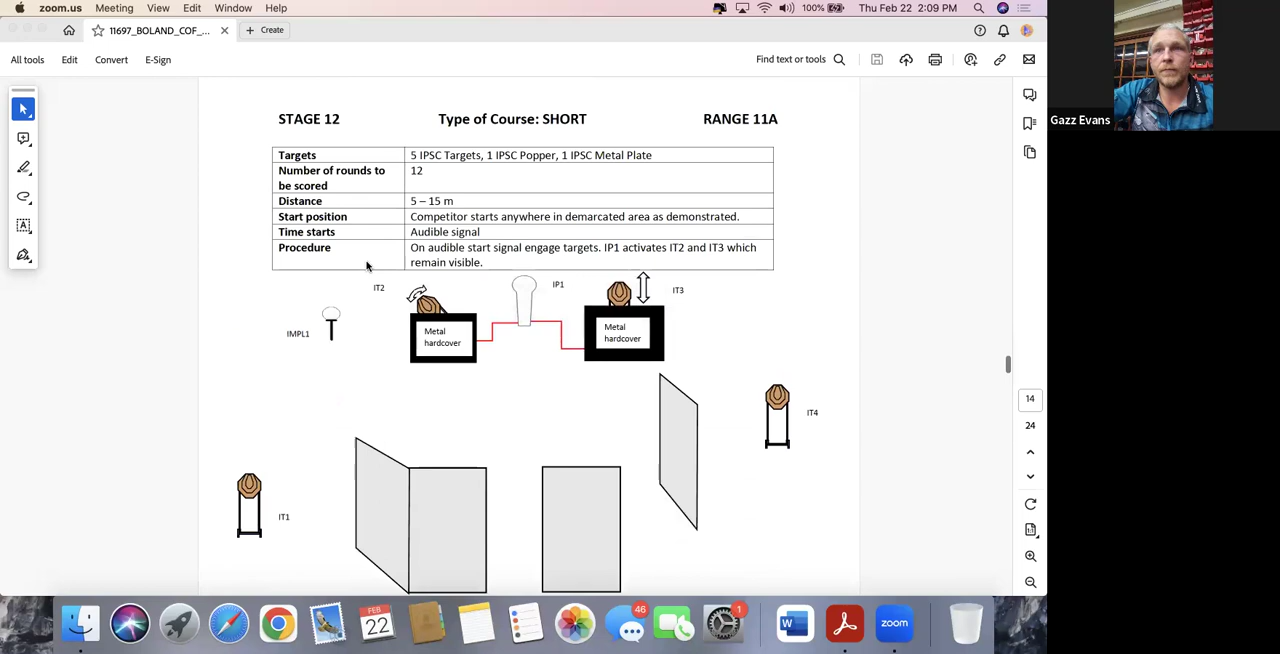 zoom.us Meeting View Edit Window Help 100% Thu Feb 22 2:09 PM
11697_BOLAND_COF_... Create
All tools Edit Convert E-Sign Find text or tools
Gazz Evans
STAGE 12 Type of Course: SHORT RANGE 11A
Targets 5 IPSC Targets, 1 IPSC Popper, 1 IPSC Metal Plate
Number of rounds to 12
be scored
Distance 5 – 15 m
Start position Competitor starts anywhere in demarcated area as demonstrated.
Time starts Audible signal
Procedure On audible start signal engage targets. IP1 activates IT2 and IT3 which
remain visible.
IT2 IP1 IT3
IMPL1
Metal
hardcover
Metal
hardcover
14
IT4
24
IT1
FEB
22
46
1
W
zoom